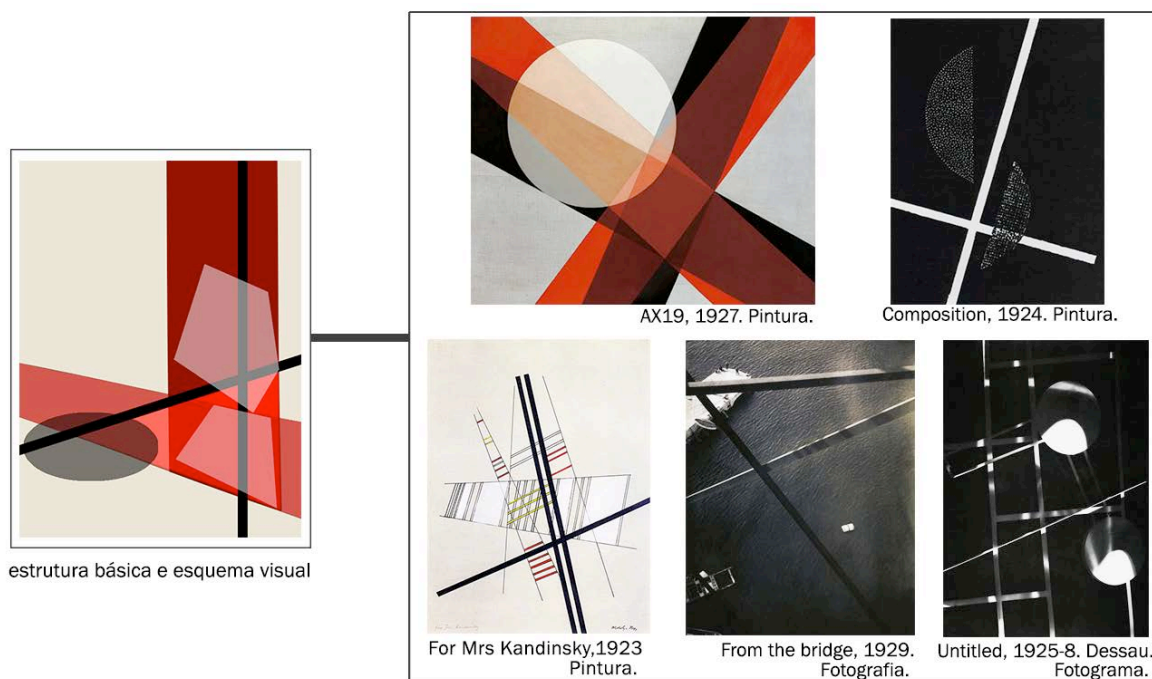 AX19, 1927. Pintura.
Composition, 1924. Pintura.
estrutura básica e esquema visual
For Mrs Kandinsky,1923
Pintura.
From the bridge, 1929.
Fotografia.
Untitled, 1925-8. Dessau.
Fotograma.